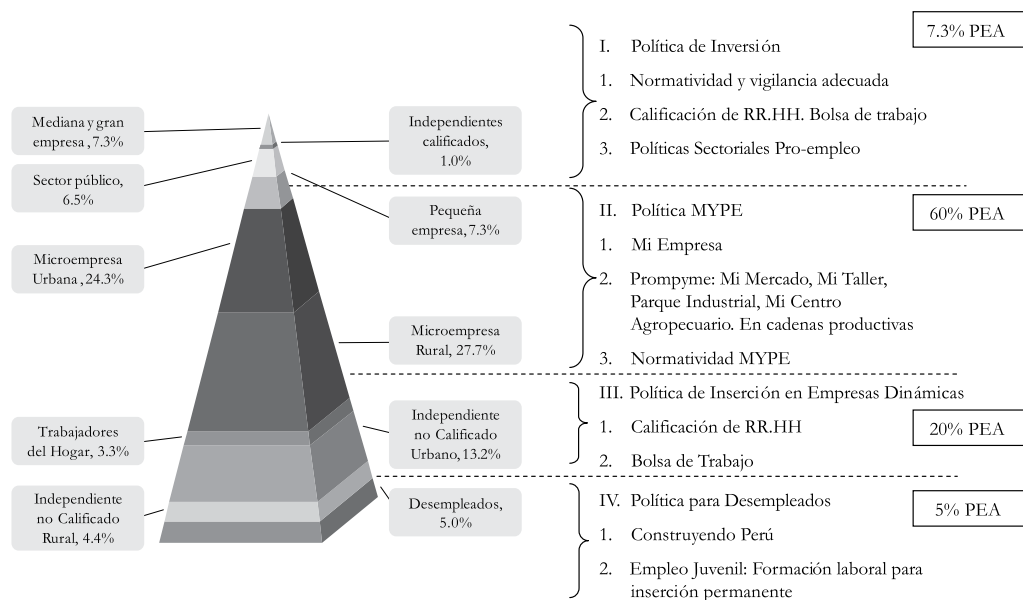 Mediana y gran
empresa, 7.3%
Sector público,
6.5%
Microempresa
Urbana, 24.3%
Trabajadores
del Hogar, 3.3%
Independiente
no Calificado
Rural, 4.4%
Independientes
calificados,
1.0%
Pequeña
empresa, 7.3%
Microempresa
Rural, 27.7%
Independiente
no Calificado
Urbano, 13.2%
Desempleados,
5.0%
7.3% PEA
I. Política de Inversión
1. Normatividad y vigilancia adecuada
2. Calificación de RR.HH. Bolsa de trabajo
3. Políticas Sectoriales Pro-empleo
60% PEA
II. Política MYPE
1. Mi Empresa
2. Prompyme: Mi Mercado, Mi Taller,
Parque Industrial, Mi Centro
Agropecuario. En cadenas productivas
3. Normatividad MYPE
III. Política de Inserción en Empresas Dinámicas
20% PEA
1. Calificación de RR.HH
2. Bolsa de Trabajo
IV. Política para Desempleados
5% PEA
1. Construyendo Perú
2. Empleo Juvenil: Formación laboral para
inserción permanente